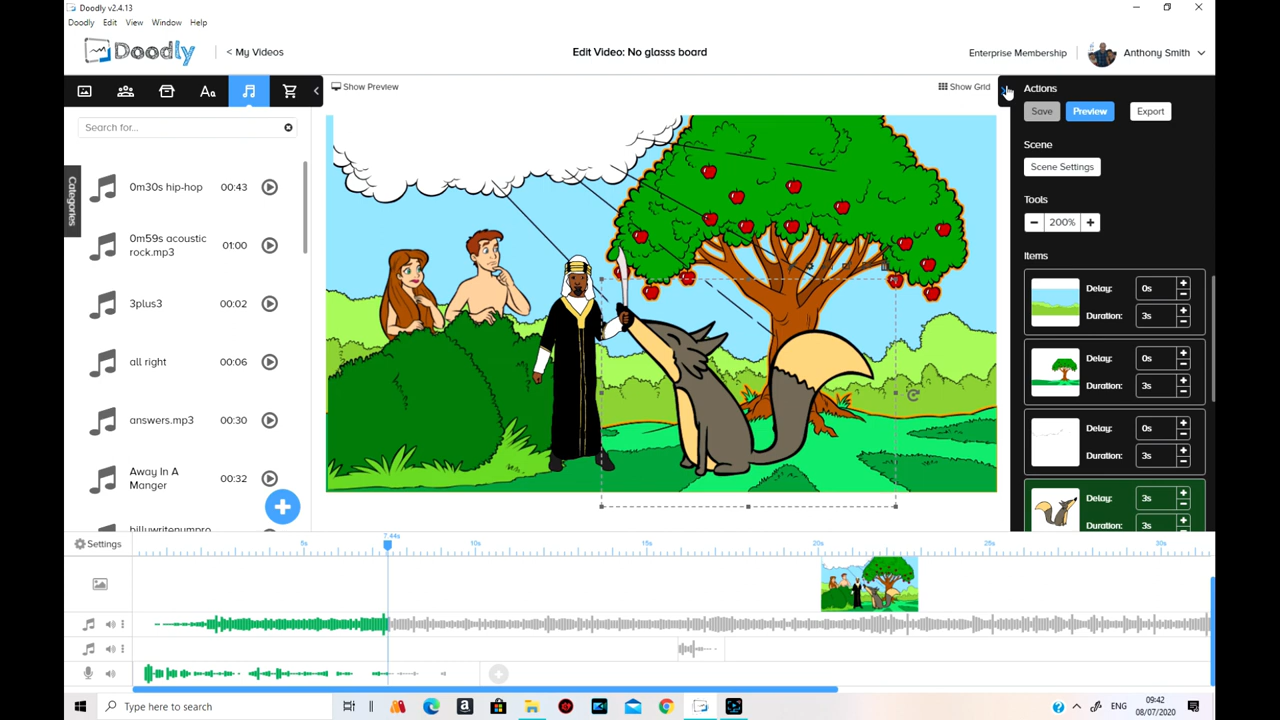 Doodly v2.4.13
Doodly Edit View Window Help
Doodly
< My Videos
Edit Video: No glasss board
Enterprise Membership
Anthony Smith
Aa
Show Preview
Show Grid
Actions
Save Preview Export
Scene
Scene Settings
Tools
- 200% +
Items
Delay: 0s
Duration: 3s
Delay: 0s
Duration: 3s
Delay: 0s
Duration: 3s
Delay: 3s
Duration: 3s
Search for...
Categories
0m30s hip-hop 00:43
0m59s acoustic
rock.mp3 01:00
3plus3 00:02
all right 00:06
answers.mp3 00:30
Away In A
Manger 00:32
Settings
7.44s
5s 10s 15s 20s 25s 30s
Type here to search
ENG
09:42
08/07/2020